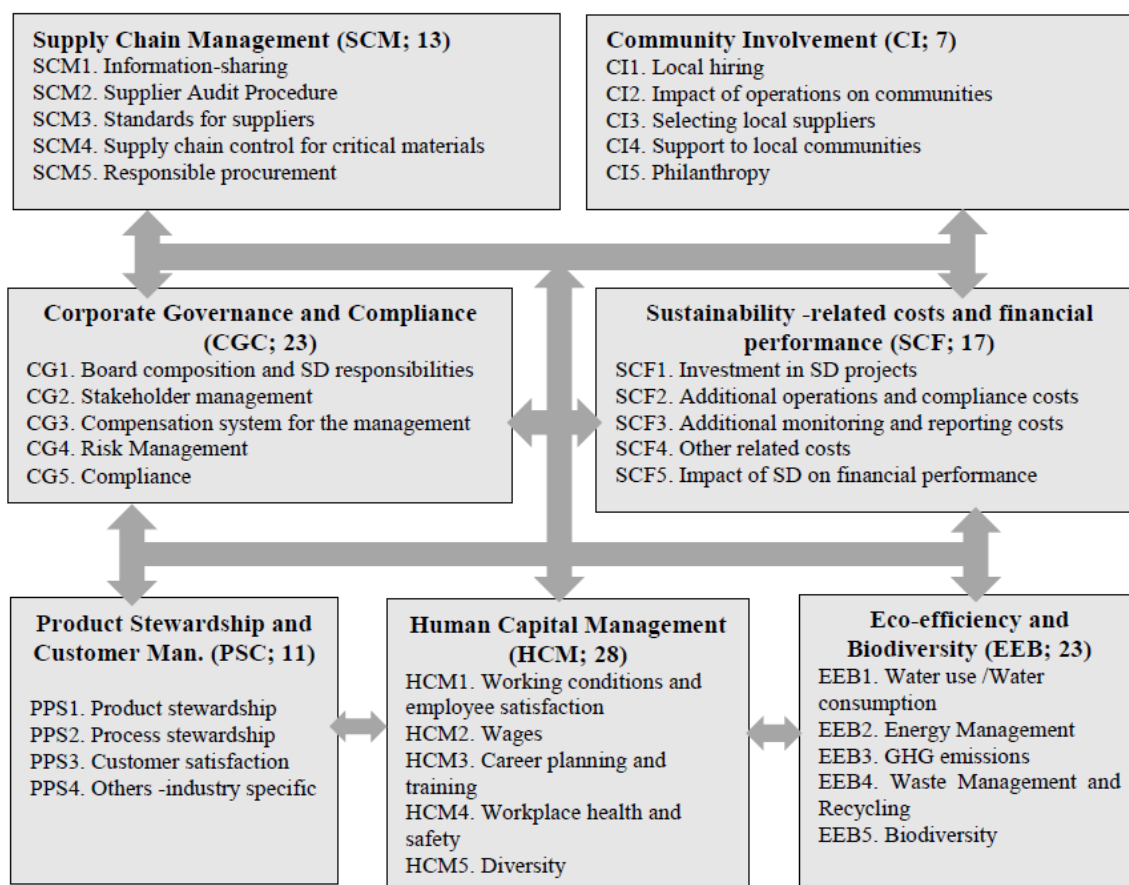 Supply Chain Management (SCM; 13)
SCM1. Information-sharing
SCM2. Supplier Audit Procedure
SCM3. Standards for suppliers
SCM4. Supply chain control for critical materials
SCM5. Responsible procurement
Community Involvement (CI; 7)
CI1. Local hiring
CI2. Impact of operations on communities
CI3. Selecting local suppliers
CI4. Support to local communities
CI5. Philanthropy
Corporate Governance and Compliance
(CGC; 23)
CG1. Board composition and SD responsibilities
CG2. Stakeholder management
CG3. Compensation system for the management
CG4. Risk Management
CG5. Compliance
Sustainability -related costs and financial
performance (SCF; 17)
SCF1. Investment in SD projects
SCF2. Additional operations and compliance costs
SCF3. Additional monitoring and reporting costs
SCF4. Other related costs
SCF5. Impact of SD on financial performance
Product Stewardship and
Customer Man. (PSC; 11)
PPS1. Product stewardship
PPS2. Process stewardship
PPS3. Customer satisfaction
PPS4. Others -industry specific
Human Capital Management
(HCM; 28)
HCM1. Working conditions and
employee satisfaction
HCM2. Wages
HCM3. Career planning and
training
HCM4. Workplace health and
safety
HCM5. Diversity
Eco-efficiency and
Biodiversity (EEB; 23)
EEB1. Water use /Water
consumption
EEB2. Energy Management
EEB3. GHG emissions
EEB4. Waste Management and
Recycling
EEB5. Biodiversity